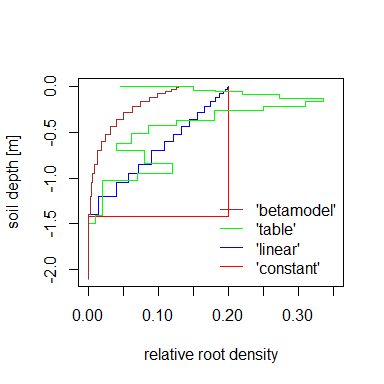 0.0
-0.5
-1.0
-1.5
-2.0
soil depth [m]
'betamodel'
'table'
'linear'
'constant'
0.00 0.10 0.20 0.30
relative root density